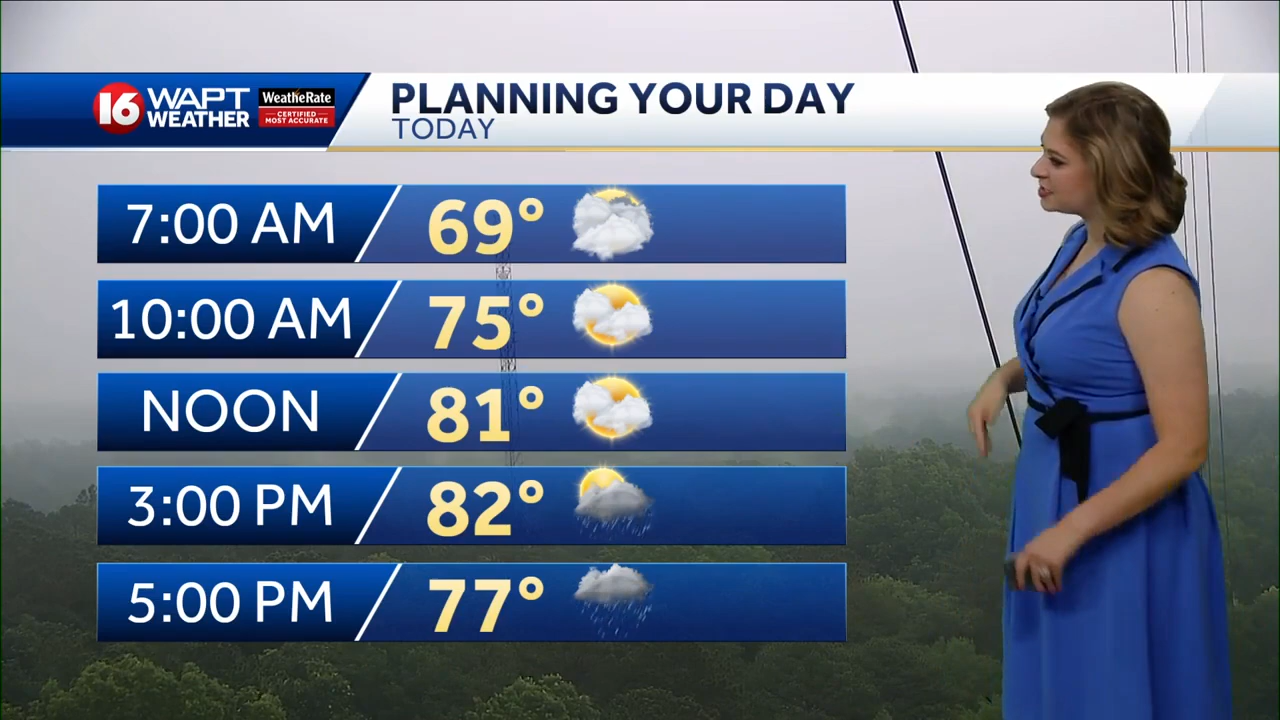 16 WAPT WEATHER
WeatheRate
CERTIFIED
MOST ACCURATE
PLANNING YOUR DAY
TODAY
7:00 AM 69°
10:00 AM 75°
NOON 81°
3:00 PM 82°
5:00 PM 77°